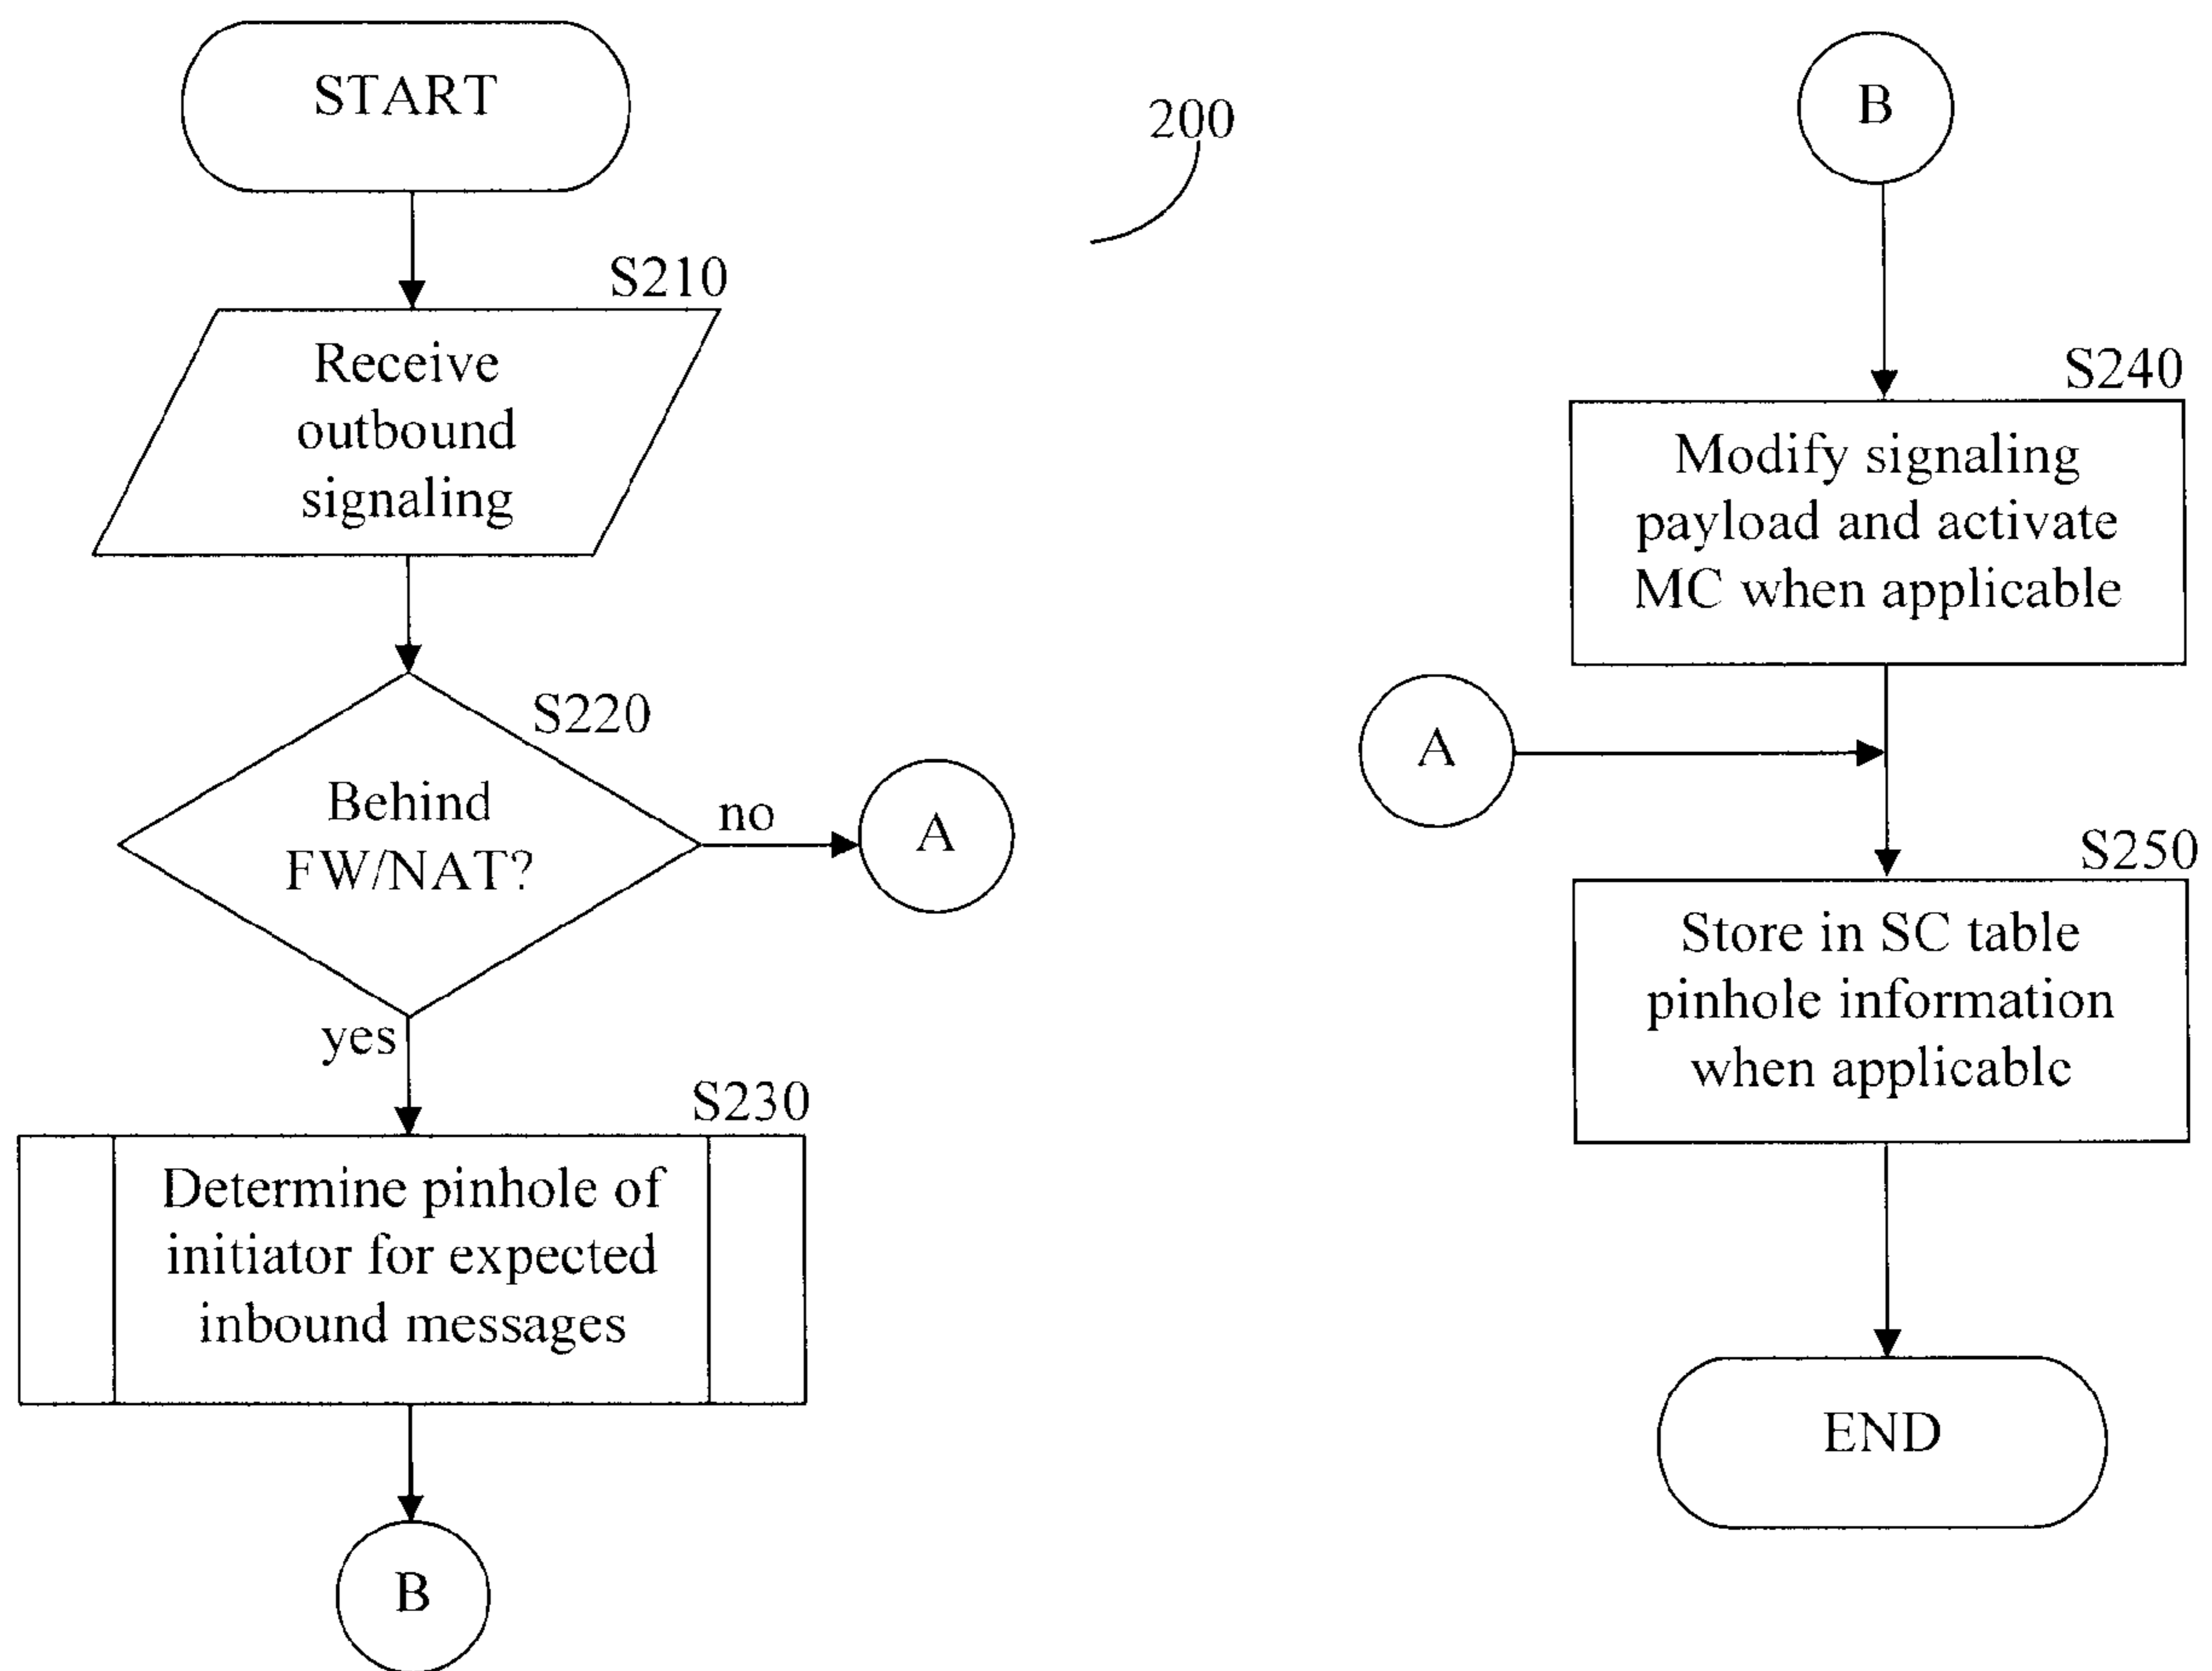 START
200
S210
Receive
outbound
signaling
S220
Behind
FW/NAT?
no
A
yes
S230
Determine pinhole of
initiator for expected
inbound messages
B
B
S240
Modify signaling
payload and activate
MC when applicable
A
S250
Store in SC table
pinhole information
when applicable
END